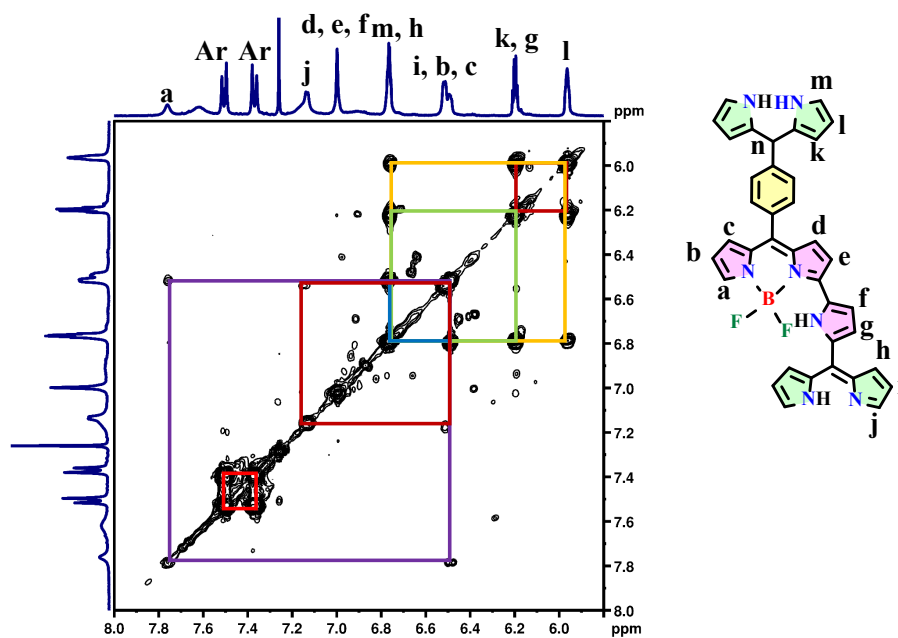 d, e, f
m, h
k, g
Ar
Ar
i, b, c
l
j
a
ppm
ppm
6.0
6.2
6.4
6.6
6.8
7.0
7.2
7.4
7.6
7.8
8.0
8.0
7.8
7.6
7.4
7.2
7.0
6.8
6.6
6.4
6.2
6.0
ppm
NH
HN
m
l
n
k
c
d
b
e
N
N
a
B
f
F
F
HN
g
h
NH
N
j